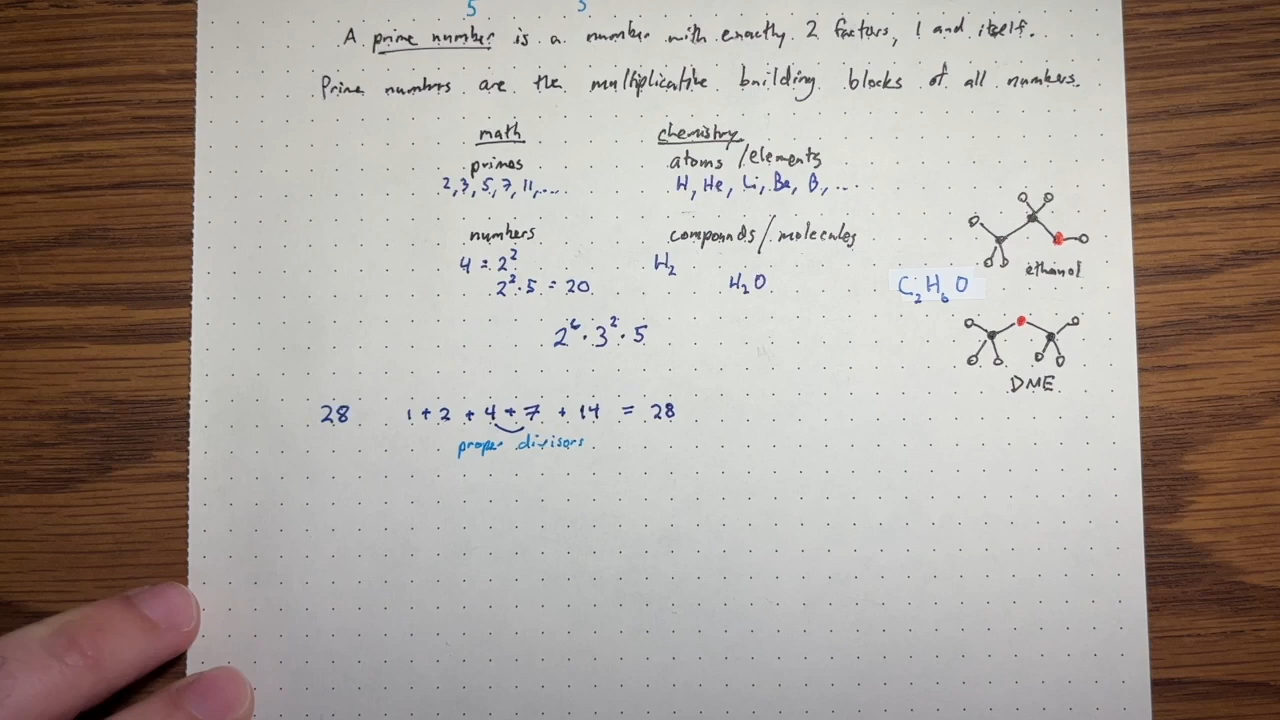 5 5
A prime number is a number with exactly 2 factors, 1 and itself.
Prime numbers are the multiplicative building blocks of all numbers.
math chemistry
primes atoms/elements
2, 3, 5, 7, 11, .... H, He, Li, Be, B, ...
numbers compounds/molecules
4 = 2² H₂
2²·5 = 20 H₂O C₂H₆O
ethanol
2⁶·3²·5
DME
28 1 + 2 + 4 + 7 + 14 = 28
proper divisors